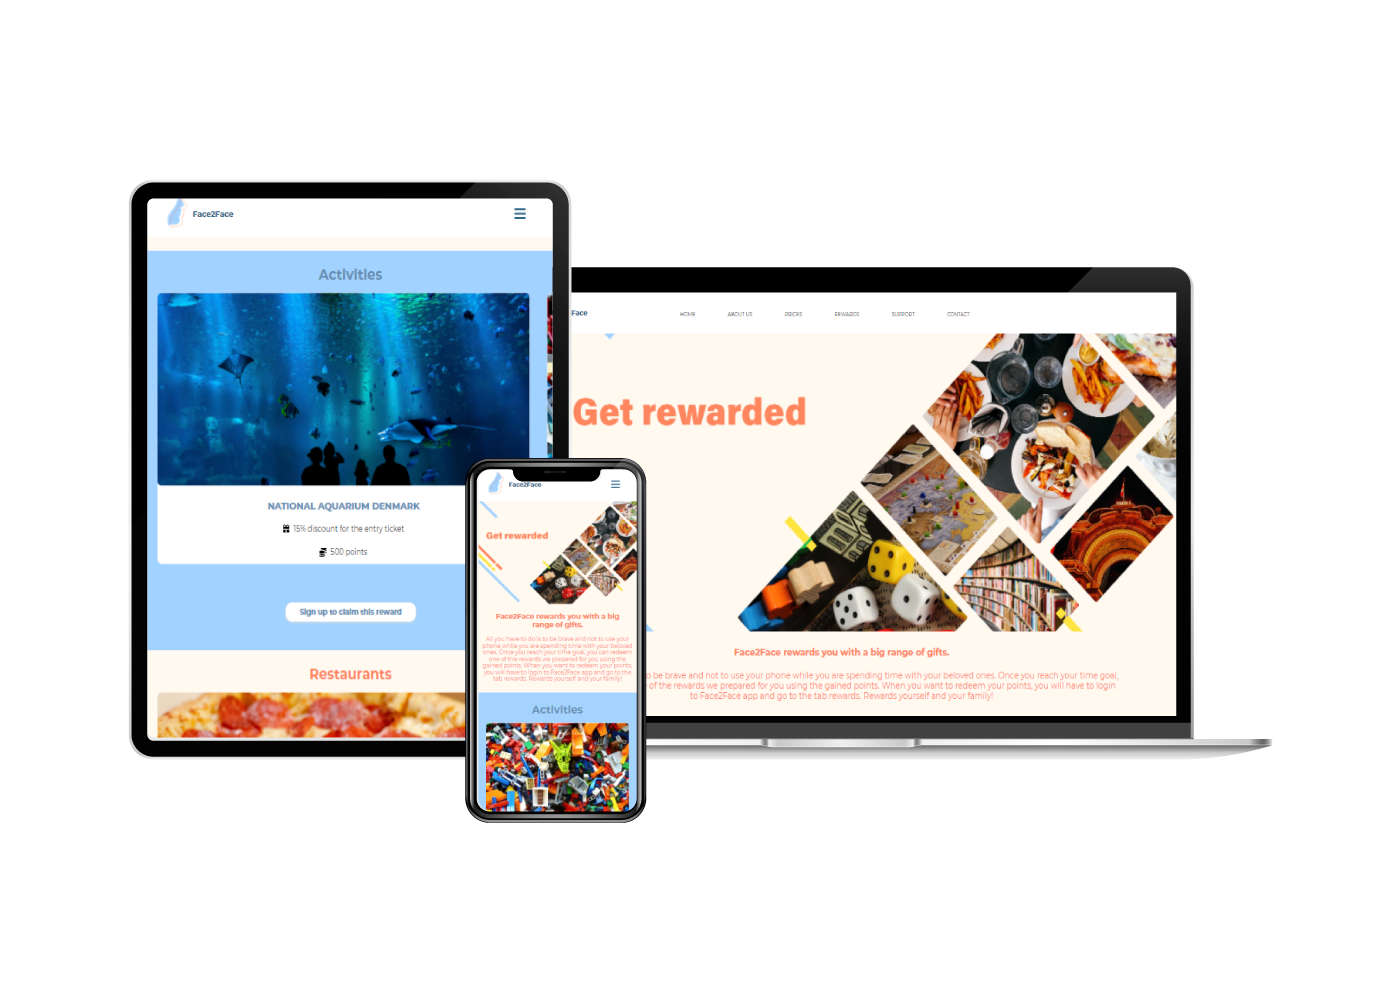 Face2Face
Activities
NATIONAL AQUARIUM DENMARK
15% discount for the entry ticket
500 points
Sign up to claim this reward
Restaurants
Face2Face
Get rewarded
Face2Face rewards you with a big
range of gifts.
All you have to do is to be brave and not to use your
phone while you are spending time with your beloved
ones. Once you reach your time goal, you can redeem
one of the rewards we prepared for you using the
gained points. When you want to redeem your points,
you will have to login to Face2Face app and go to the
tab rewards. Rewards yourself and your family!
Activities
Face
HOME ABOUT US PRICES REWARDS SUPPORT CONTACT
Get rewarded
Face2Face rewards you with a big range of gifts.
o be brave and not to use your phone while you are spending time with your beloved ones. Once you reach your time goal,
of the rewards we prepared for you using the gained points. When you want to redeem your points, you will have to login
to Face2Face app and go to the tab rewards. Rewards yourself and your family!